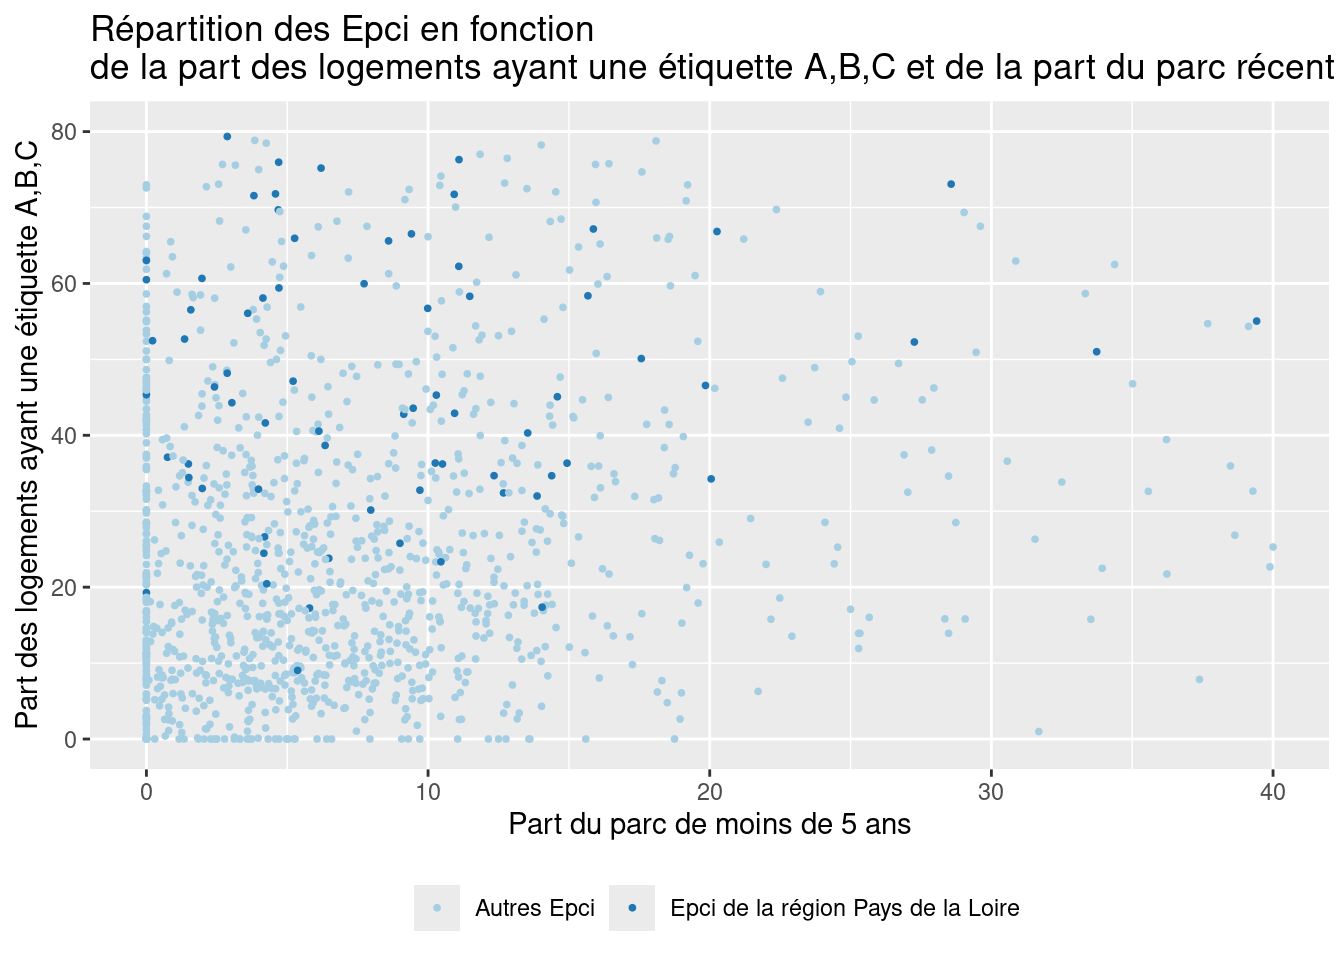 Répartition des Epci en fonction
de la part des logements ayant une étiquette A,B,C et de la part du parc récent
Part des logements ayant une étiquette A,B,C
80
60
40
20
0
0 10 20 30 40
Part du parc de moins de 5 ans
Autres Epci Epci de la région Pays de la Loire